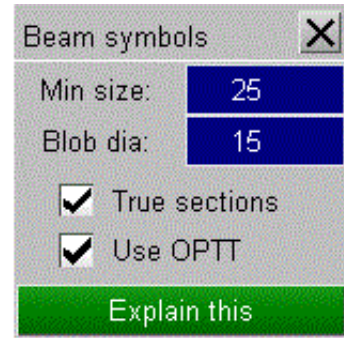 Beam symbols
Min size: 25
Blob dia: 15
True sections
Use OPTT
Explain this